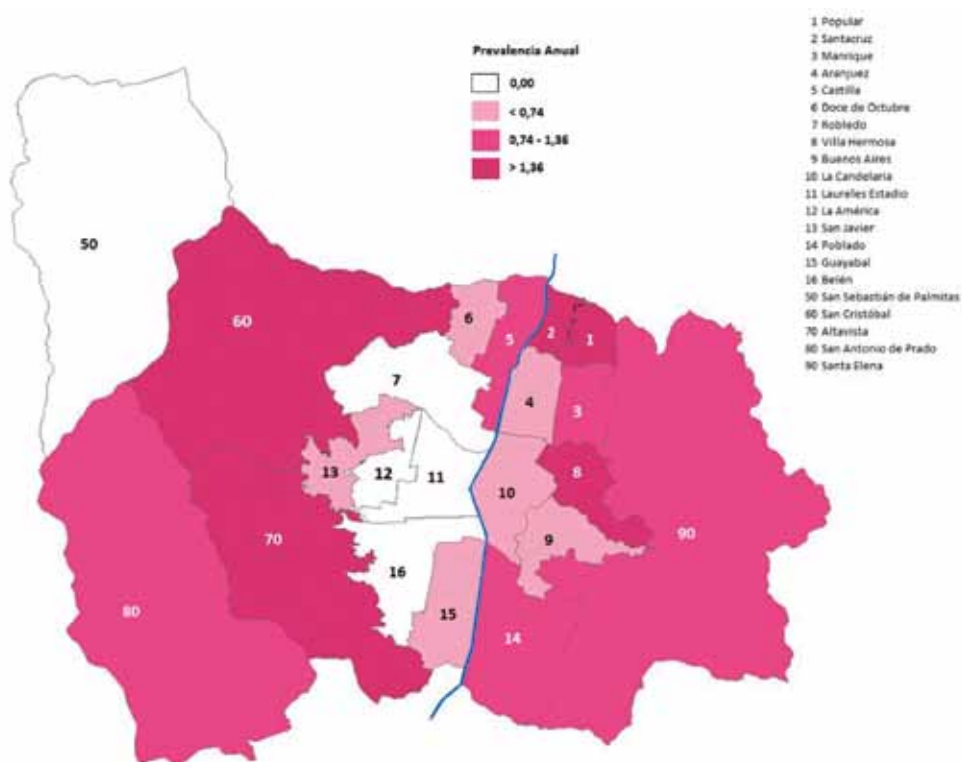 Prevalencia Anual
0,00
< 0,74
0,74 - 1,36
> 1,36
1 Popular
2 Santacruz
3 Manrique
4 Aranjuez
5 Castilla
6 Doce de Octubre
7 Robledo
8 Villa Hermosa
9 Buenos Aires
10 La Candelaria
11 Laureles Estadio
12 La América
13 San Javier
14 Poblado
15 Guayabal
16 Belén
50 San Sebastián de Palmitas
60 San Cristóbal
70 Altavista
80 San Antonio de Prado
90 Santa Elena
50
60
6
5
2
1
7
4
3
13
12
11
10
8
70
9
90
16
80
15
14